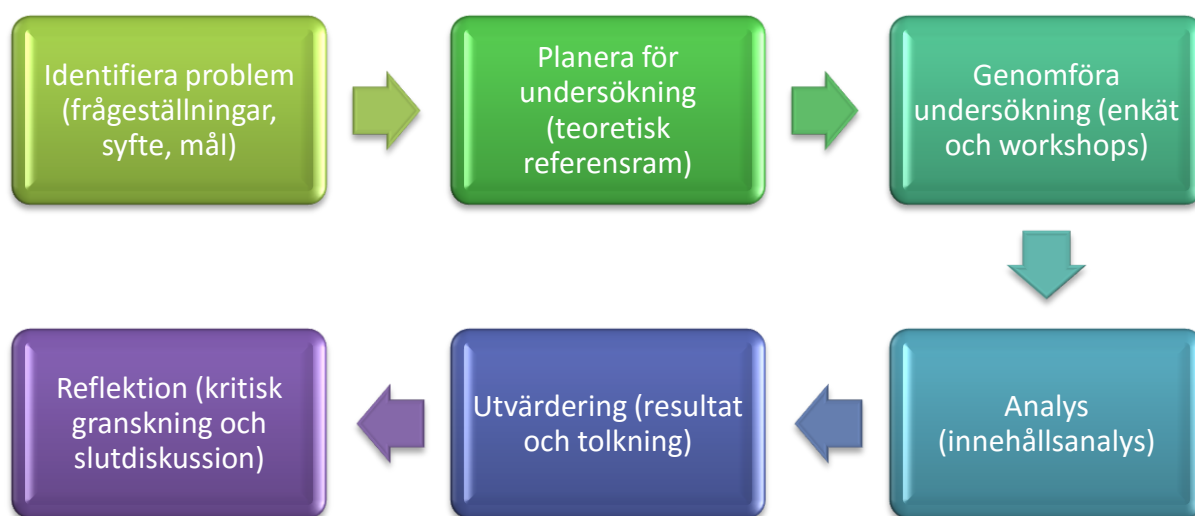 Identifiera problem
(frågeställningar,
syfte, mål)
Planera för
undersökning
(teoretisk
referensram)
Genomföra
undersökning (enkät
och workshops)
Analys
(innehållsanalys)
Utvärdering (resultat
och tolkning)
Reflektion (kritisk
granskning och
slutdiskussion)